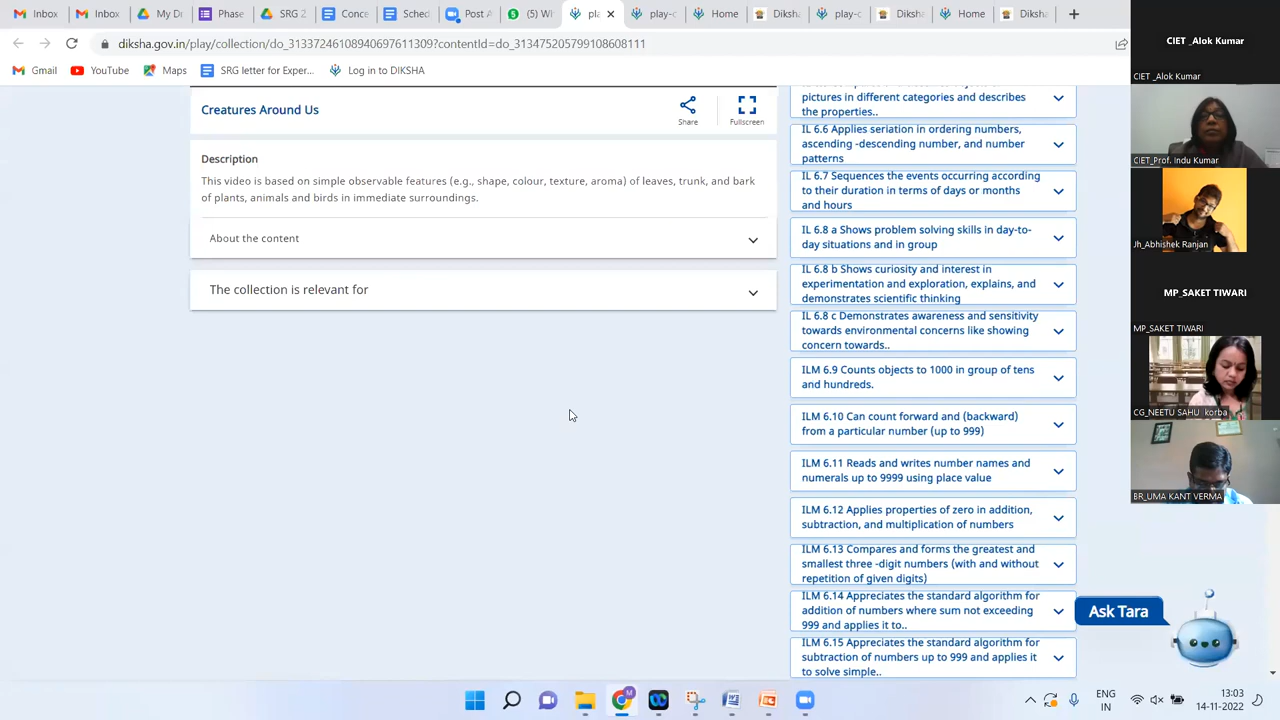 Inbox
Inbox
My D
Phase
SRG 2
Conce
Sched
Post A
(5) Wi
pla
play-c
Home
Diksha
play-c
Diksha
Home
Diksha
diksha.gov.in/play/collection/do_31337246108940697611309?contentId=do_313475205799108608111
Gmail
YouTube
Maps
SRG letter for Exper...
Log in to DIKSHA
Creatures Around Us
Share
Fullscreen
Description
This video is based on simple observable features (e.g., shape, colour, texture, aroma) of leaves, trunk, and bark
of plants, animals and birds in immediate surroundings.
About the content
The collection is relevant for
pictures in different categories and describes
the properties..
IL 6.6 Applies seriation in ordering numbers,
ascending -descending number, and number
patterns
IL 6.7 Sequences the events occurring according
to their duration in terms of days or months
and hours
IL 6.8 a Shows problem solving skills in day-to-
day situations and in group
IL 6.8 b Shows curiosity and interest in
experimentation and exploration, explains, and
demonstrates scientific thinking
IL 6.8 c Demonstrates awareness and sensitivity
towards environmental concerns like showing
concern towards..
ILM 6.9 Counts objects to 1000 in group of tens
and hundreds.
ILM 6.10 Can count forward and (backward)
from a particular number (up to 999)
ILM 6.11 Reads and writes number names and
numerals up to 9999 using place value
ILM 6.12 Applies properties of zero in addition,
subtraction, and multiplication of numbers
ILM 6.13 Compares and forms the greatest and
smallest three -digit numbers (with and without
repetition of given digits)
ILM 6.14 Appreciates the standard algorithm for
addition of numbers where sum not exceeding
999 and applies it to..
ILM 6.15 Appreciates the standard algorithm for
subtraction of numbers up to 999 and applies it
to solve simple..
Ask Tara
CIET _Alok Kumar
CIET _Alok Kumar
CIET_Prof. Indu Kumar
Jh_Abhishek Ranjan
MP_SAKET TIWARI
MP_SAKET TIWARI
CG_NEETU SAHU korba
BR_UMA KANT VERMA
ENG
IN
13:03
14-11-2022